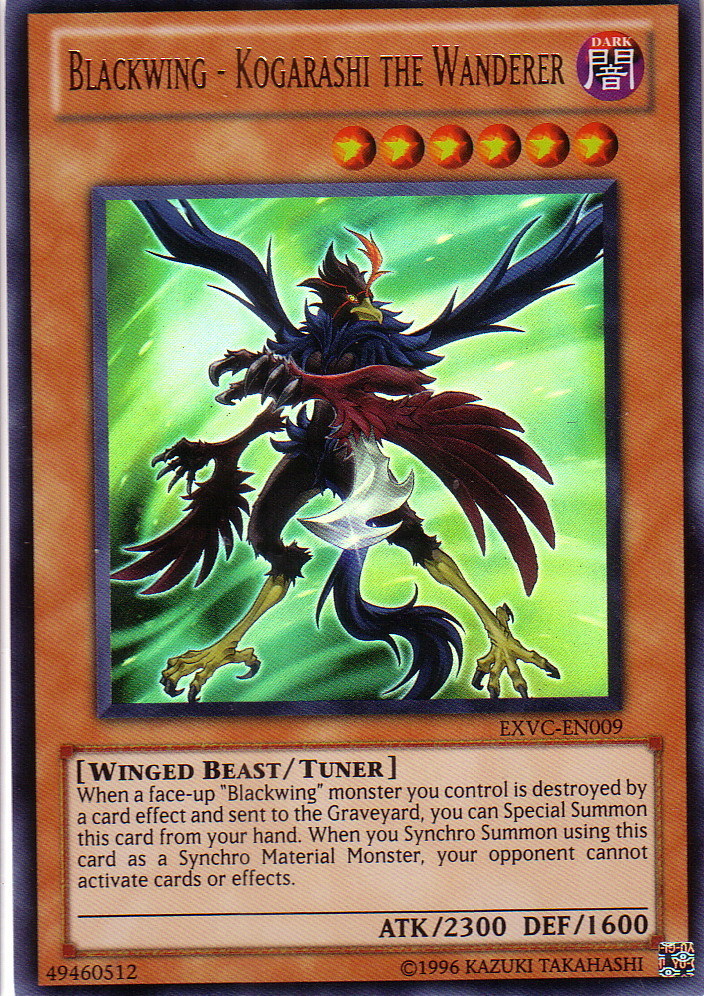 BLACKWING - KOGARASHI THE WANDERER
DARK
闇
EXVC-EN009
[WINGED BEAST/TUNER]
When a face-up "Blackwing" monster you control is destroyed by
a card effect and sent to the Graveyard, you can Special Summon
this card from your hand. When you Synchro Summon using this
card as a Synchro Material Monster, your opponent cannot
activate cards or effects.
ATK/2300 DEF/1600
49460512
©1996 KAZUKI TAKAHASHI